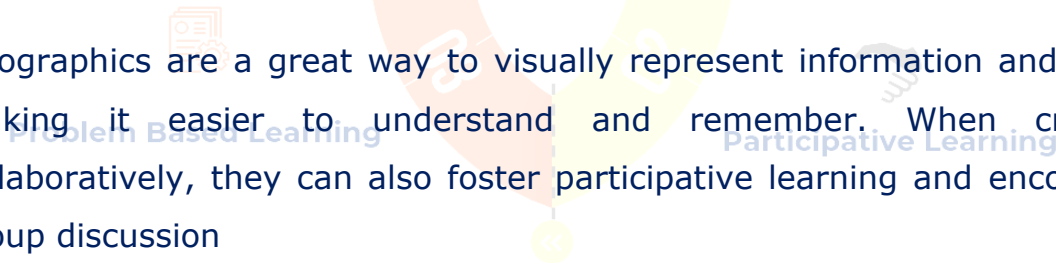 ographics are a great way to visually represent information and
king it easier to understand and remember. When cr
laboratively, they can also foster participative learning and enco
oup discussion
Problem Based Learning
Participative Learning